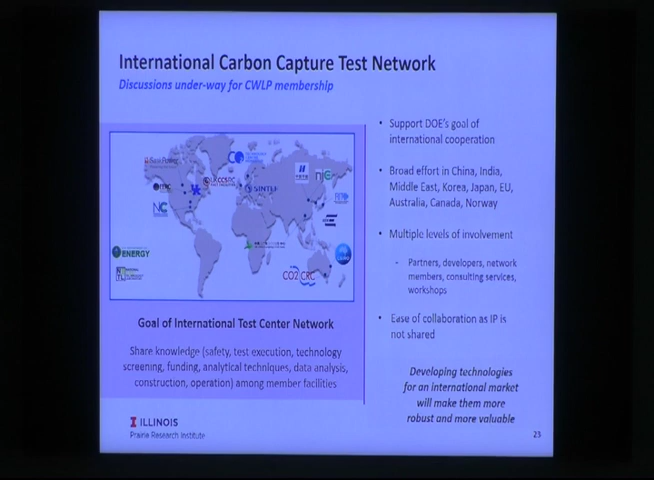 International Carbon Capture Test Network
Discussions under-way for CWLP membership
SaskPower
UKCCSRC
SINTEF
ENERGY
CO2CRC
Goal of International Test Center Network
Share knowledge (safety, test execution, technology
screening, funding, analytical techniques, data analysis,
construction, operation) among member facilities
• Support DOE's goal of
international cooperation
• Broad effort in China, India,
Middle East, Korea, Japan, EU,
Australia, Canada, Norway
• Multiple levels of involvement
- Partners, developers, network
members, consulting services,
workshops
• Ease of collaboration as IP is
not shared
Developing technologies
for an international market
will make them more
robust and more valuable
I ILLINOIS
Prairie Research Institute
23